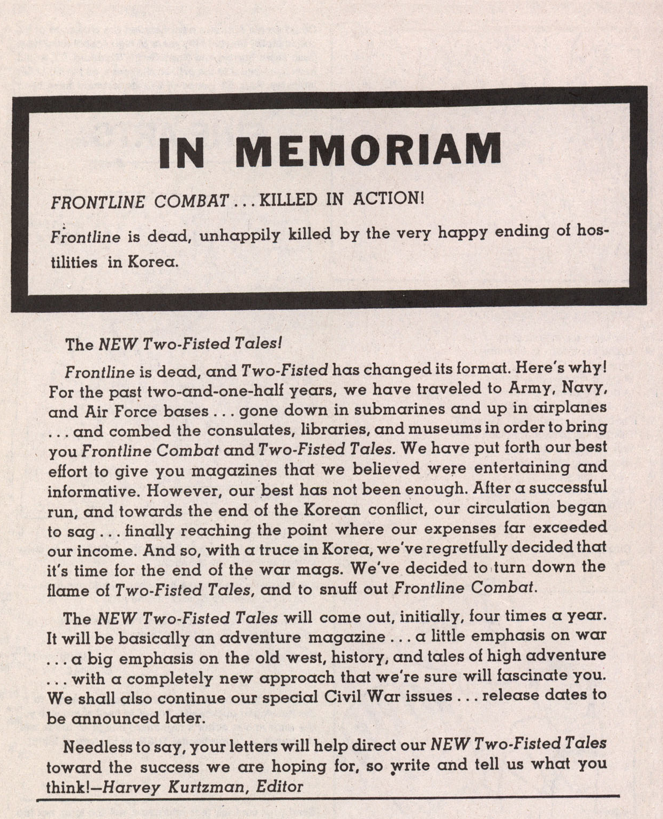 IN MEMORIAM
FRONTLINE COMBAT ... KILLED IN ACTION!
Frontline is dead, unhappily killed by the very happy ending of hos-
tilities in Korea.
The NEW Two-Fisted Tales!
Frontline is dead, and Two-Fisted has changed its format. Here's why!
For the past two-and-one-half years, we have traveled to Army, Navy,
and Air Force bases ... gone down in submarines and up in airplanes
... and combed the consulates, libraries, and museums in order to bring
you Frontline Combat and Two-Fisted Tales. We have put forth our best
effort to give you magazines that we believed were entertaining and
informative. However, our best has not been enough. After a successful
run, and towards the end of the Korean conflict, our circulation began
to sag ... finally reaching the point where our expenses far exceeded
our income. And so, with a truce in Korea, we've regretfully decided that
it's time for the end of the war mags. We've decided to turn down the
flame of Two-Fisted Tales, and to snuff out Frontline Combat.
The NEW Two-Fisted Tales will come out, initially, four times a year.
It will be basically an adventure magazine ... a little emphasis on war
... a big emphasis on the old west, history, and tales of high adventure
... with a completely new approach that we're sure will fascinate you.
We shall also continue our special Civil War issues ... release dates to
be announced later.
Needless to say, your letters will help direct our NEW Two-Fisted Tales
toward the success we are hoping for, so write and tell us what you
think!—Harvey Kurtzman, Editor